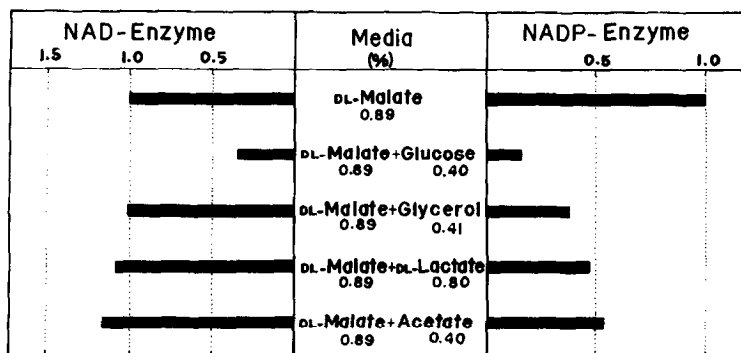 NAD-Enzyme Media NADP-Enzyme
(%)
1.5 1.0 0.5 0.5 1.0
DL-Malate
0.89
DL-Malate+Glucose
0.89 0.40
DL-Malate+Glycerol
0.89 0.41
DL-Malate+DL-Lactate
0.89 0.80
DL-Malate+Acetate
0.89 0.40